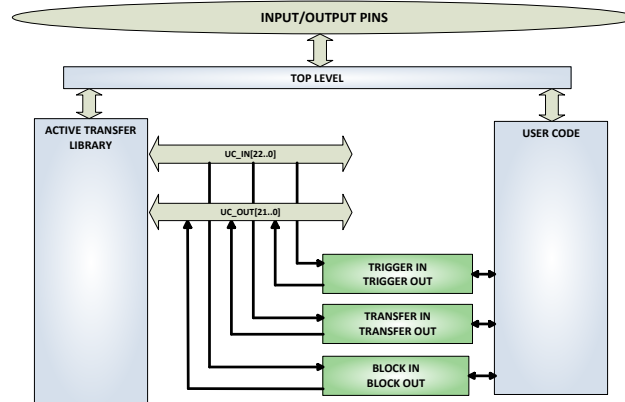 INPUT/OUTPUT PINS
TOP LEVEL
ACTIVE TRANSFER
LIBRARY
USER CODE
UC_IN[22..0]
UC_OUT[21..0]
TRIGGER IN
TRIGGER OUT
TRANSFER IN
TRANSFER OUT
BLOCK IN
BLOCK OUT